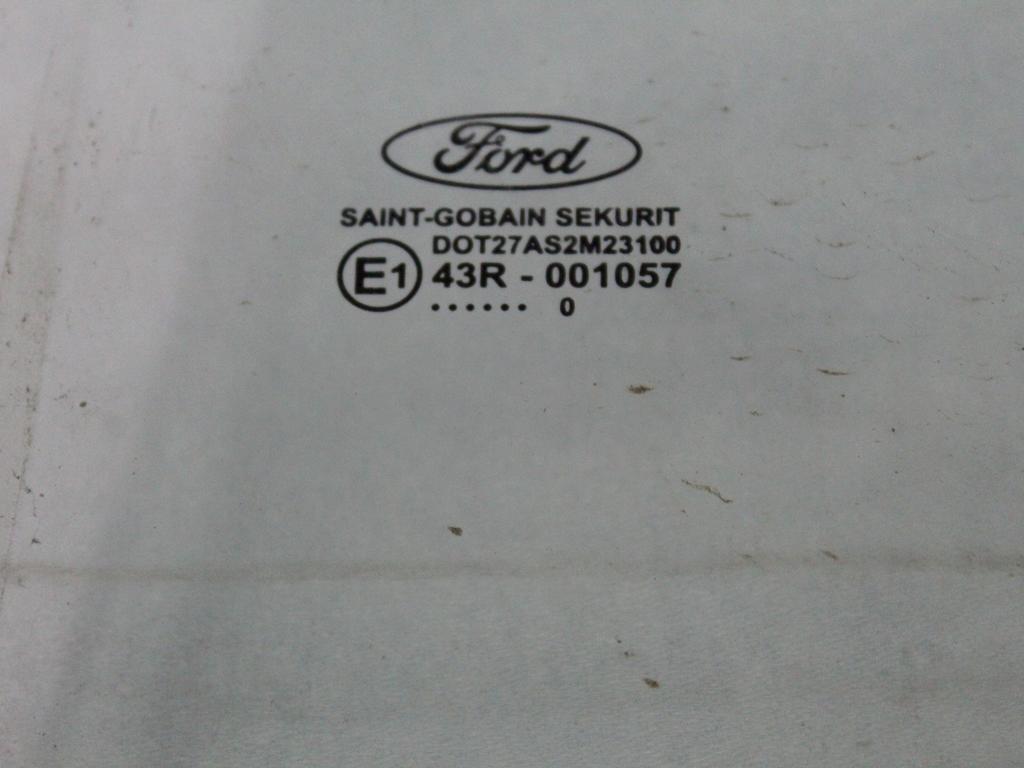 Ford
SAINT-GOBAIN SEKURIT
DOT27AS2M23100
E1 43R - 001057
...... 0